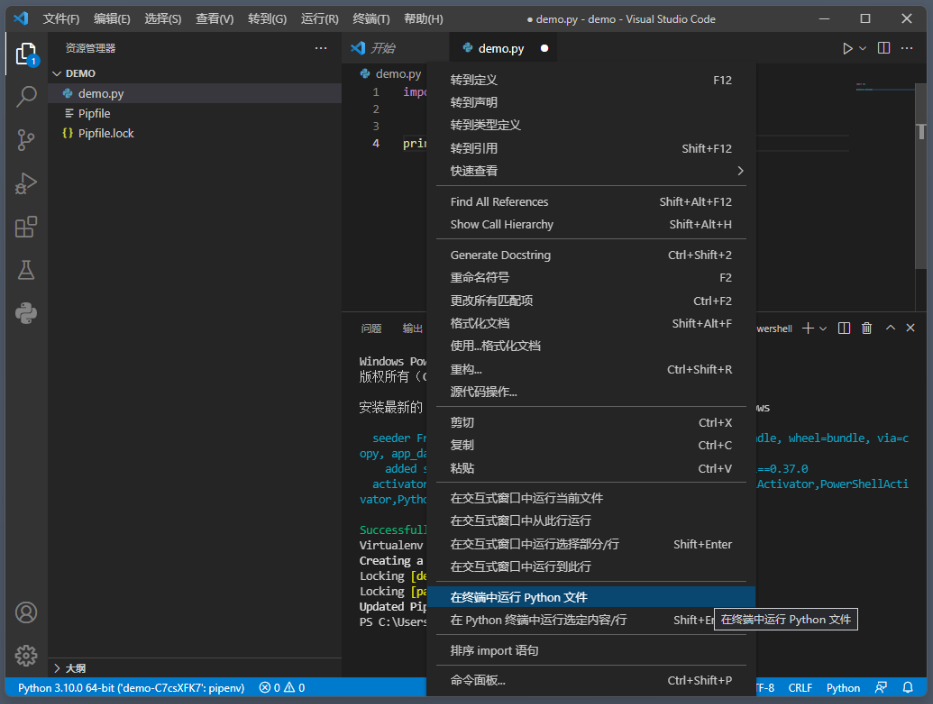 文件(F) 编辑(E) 选择(S) 查看(V) 转到(G) 运行(R) 终端(T) 帮助(H) ● demo.py - demo - Visual Studio Code
资源管理器 ···
开始 demo.py ●
DEMO
demo.py
Pipfile
Pipfile.lock
大纲
demo.py
1 impo
2
3
4 prin
转到定义 F12
转到声明
转到类型定义
转到引用 Shift+F12
快速查看
Find All References Shift+Alt+F12
Show Call Hierarchy Shift+Alt+H
Generate Docstring Ctrl+Shift+2
重命名符号 F2
更改所有匹配项 Ctrl+F2
格式化文档 Shift+Alt+F
使用...格式化文档
重构... Ctrl+Shift+R
源代码操作...
剪切 Ctrl+X
复制 Ctrl+C
粘贴 Ctrl+V
在交互式窗口中运行当前文件
在交互式窗口中从此行运行
在交互式窗口中运行选择部分/行 Shift+Enter
在交互式窗口中运行到此行
在终端中运行 Python 文件
在 Python 终端中运行选定内容/行 Shift+En
在终端中运行 Python 文件
排序 import 语句
命令面板... Ctrl+Shift+P
问题 输出 wershell
Windows Pow
版权所有（C
安装最新的 ows
seeder Fr dle, wheel=bundle, via=c
opy, app_da
added s ==0.37.0
activator Activator,PowerShellActi
vator,Pytho
Successfull
Virtualenv
Creating a
Locking [de
Locking [pa
Updated Pip
PS C:\Users
Python 3.10.0 64-bit ('demo-C7csXFK7': pipenv) 0 0 TF-8 CRLF Python
1